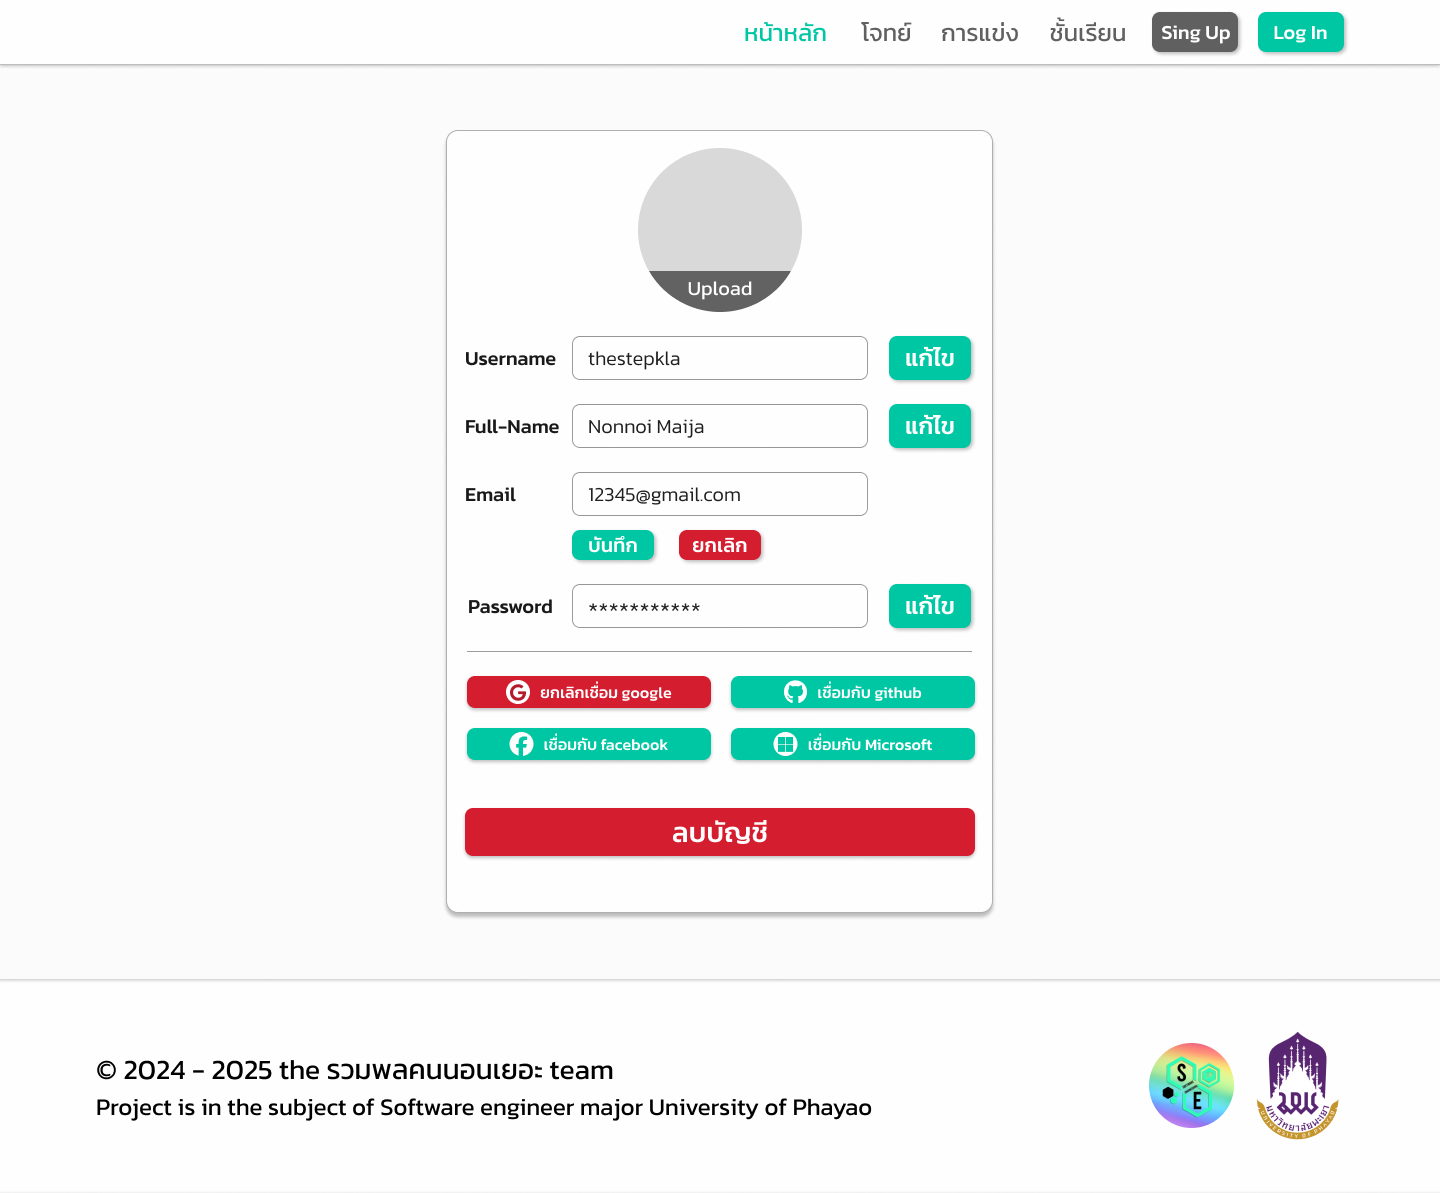 หน้าหลัก โจทย์ การแข่ง ชั้นเรียน Sing Up Log In
Upload
Username thestepkla แก้ไข
Full-Name Nonnoi Maija แก้ไข
Email 12345@gmail.com
บันทึก ยกเลิก
Password *********** แก้ไข
ยกเลิกเชื่อม google เชื่อมกับ github
เชื่อมกับ facebook เชื่อมกับ Microsoft
ลบบัญชี
© 2024 - 2025 the รวมพลคนนอนเยอะ team
Project is in the subject of Software engineer major University of Phayao
S E
มหาวิทยาลัยพะเยา
UNIVERSITY OF PHAYAO